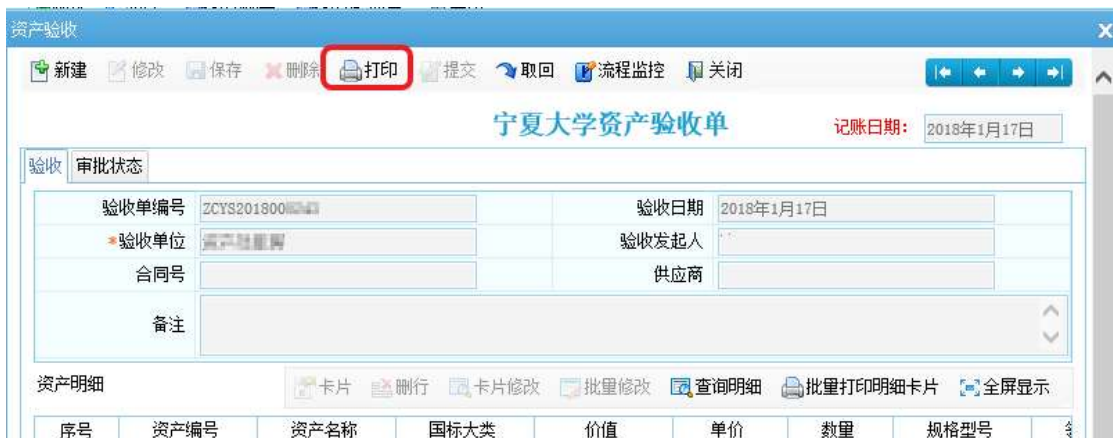 资产验收 X
新建 修改 保存 删除 打印 提交 取回 流程监控 关闭
宁夏大学资产验收单 记账日期: 2018年1月17日
验收 审批状态
验收单编号 ZCYS201800 验收日期 2018年1月17日
*验收单位 验收发起人
合同号 供应商
备注
资产明细 卡片 删行 卡片修改 批量修改 查询明细 批量打印明细卡片 全屏显示
序号 资产编号 资产名称 国标大类 价值 单价 数量 规格型号